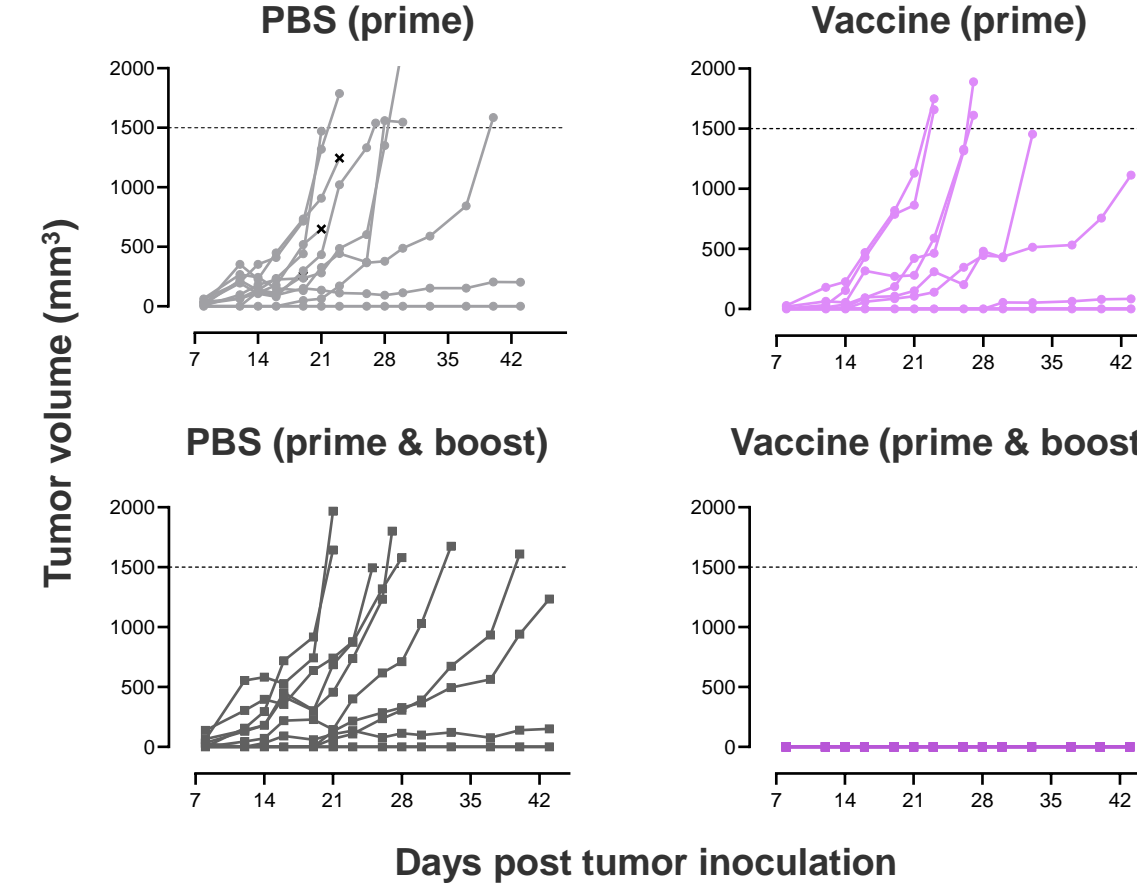 PBS (prime)
Vaccine (prime)
2000
1500
1000
500
0
7 14 21 28 35 42
2000
1500
1000
500
0
7 14 21 28 35 42
Tumor volume (mm³)
PBS (prime & boost)
Vaccine (prime & boost
2000
1500
1000
500
0
7 14 21 28 35 42
2000
1500
1000
500
0
7 14 21 28 35 42
Days post tumor inoculation